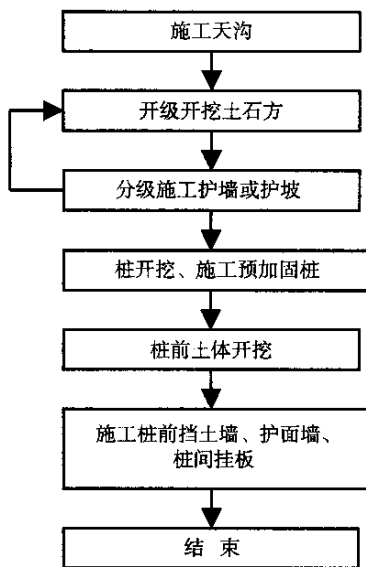 施工天沟
开级开挖土石方
分级施工护墙或护坡
桩开挖、施工预加固桩
桩前土体开挖
施工桩前挡土墙、护面墙、
桩间挂板
结 束